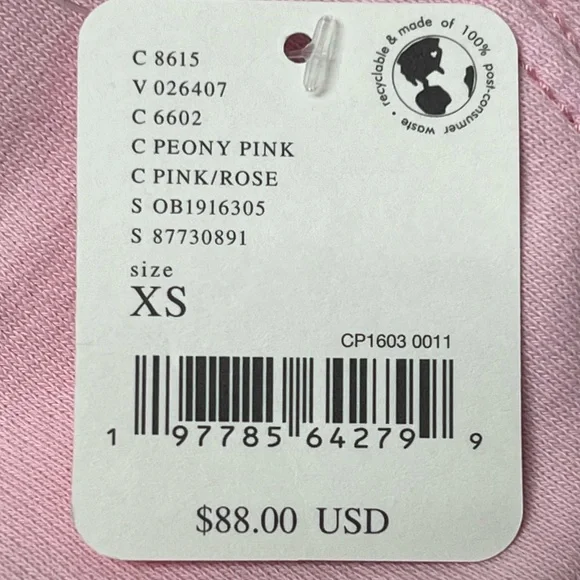 recyclable & made of 100% post-consumer waste •
C 8615
V 026407
C 6602
C PEONY PINK
C PINK/ROSE
S OB1916305
S 87730891
size
XS
CP1603 0011
1 97785 64279 9
$88.00 USD